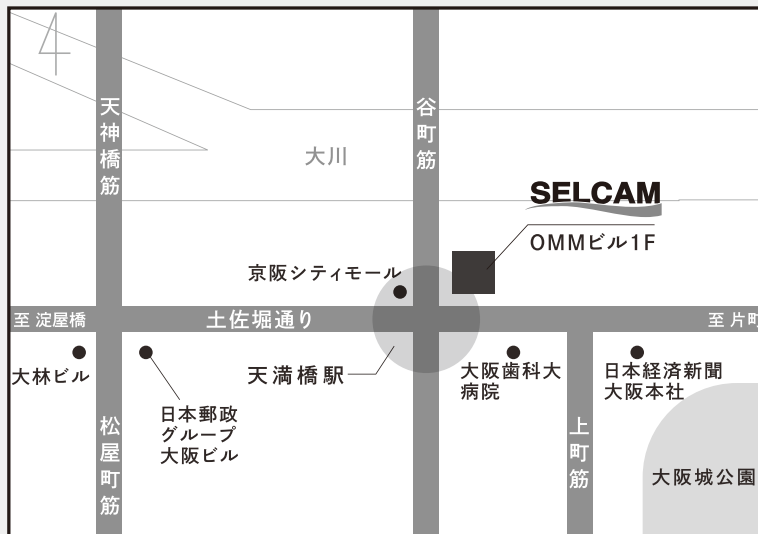 天神橋筋
谷町筋
大川
SELCAM
OMMビル1F
京阪シティモール
至 淀屋橋
土佐堀通り
至 片町
大林ビル
日本郵政
グループ
大阪ビル
天満橋駅
大阪歯科大
病院
日本経済新聞
大阪本社
松屋町筋
上町筋
大阪城公園